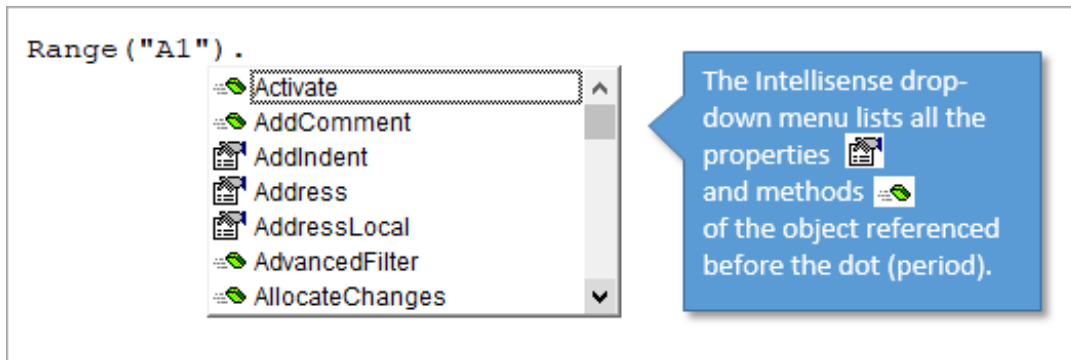 Range("A1").
Activate
AddComment
AddIndent
Address
AddressLocal
AdvancedFilter
AllocateChanges
The Intellisense drop-
down menu lists all the
properties
and methods
of the object referenced
before the dot (period).